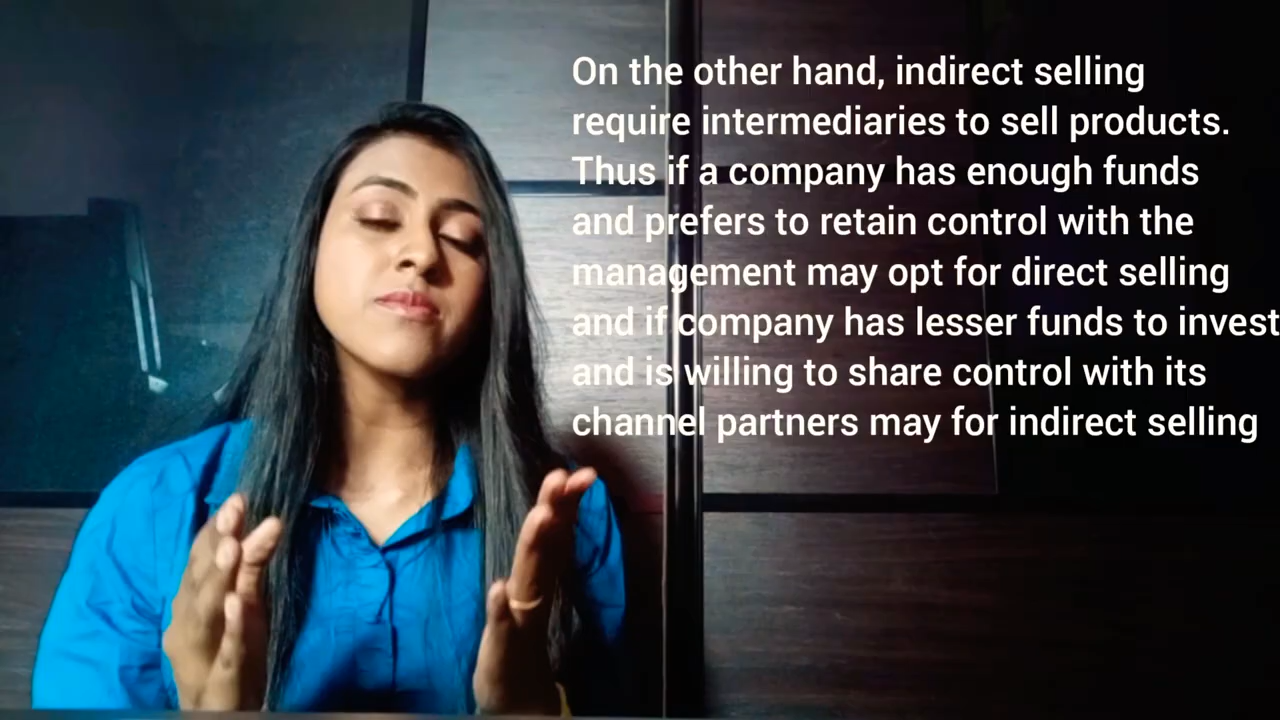 On the other hand, indirect selling
require intermediaries to sell products.
Thus if a company has enough funds
and prefers to retain control with the
management may opt for direct selling
and if company has lesser funds to invest
and is willing to share control with its
channel partners may for indirect selling